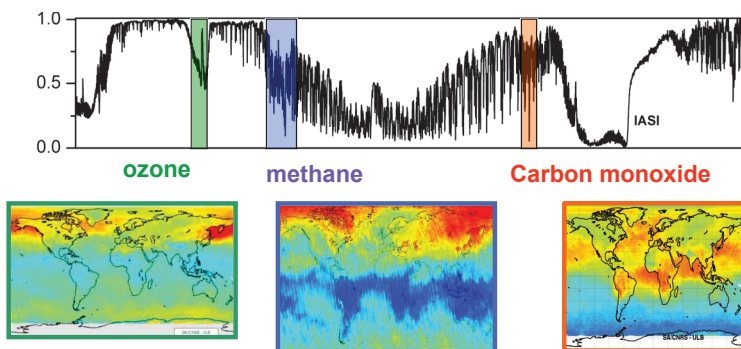 1.0
0.5
0.0
IASI
ozone
methane
Carbon monoxide
SA/CNRS - ULB
SA/CNRS - ULB